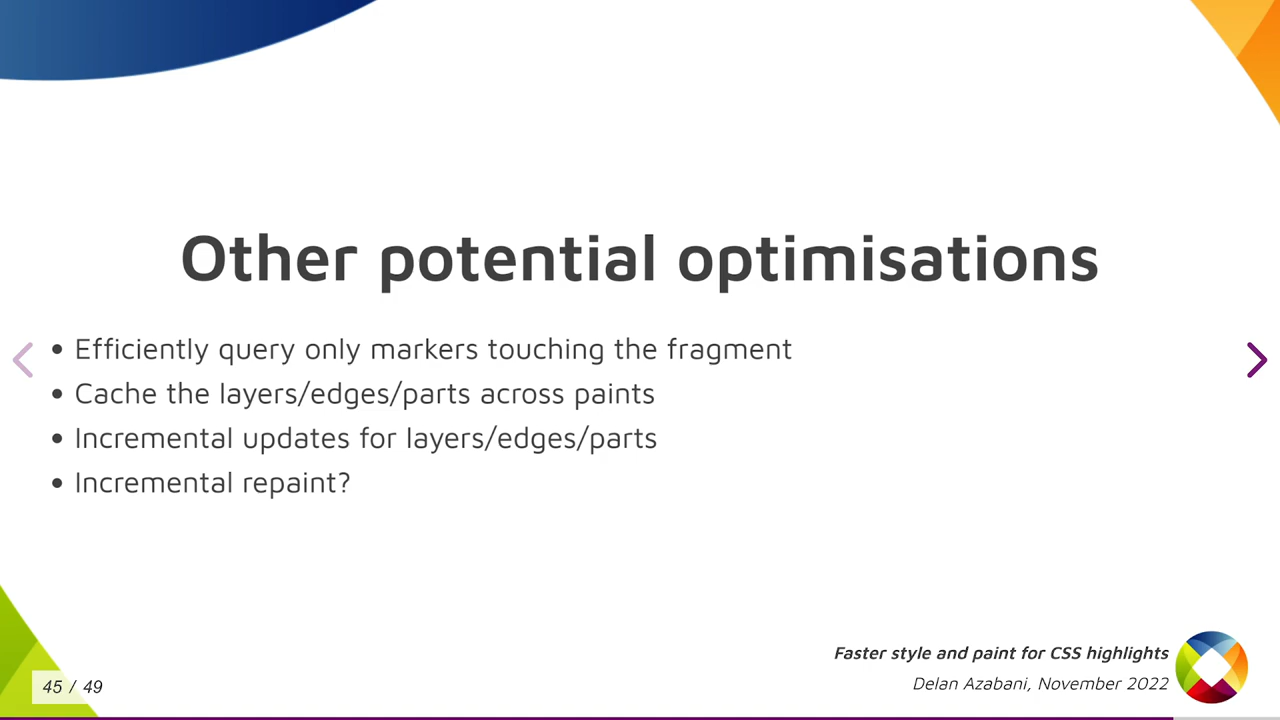 Other potential optimisations
• Efficiently query only markers touching the fragment
• Cache the layers/edges/parts across paints
• Incremental updates for layers/edges/parts
• Incremental repaint?
Faster style and paint for CSS highlights
Delan Azabani, November 2022
45 / 49